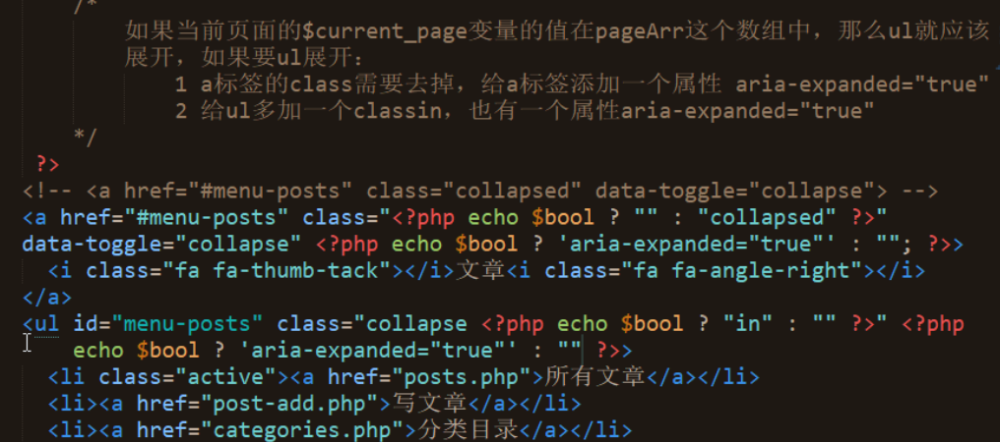 /*
如果当前页面的$current_page变量的值在pageArr这个数组中，那么ul就应该
展开，如果要ul展开：
1 a标签的class需要去掉，给a标签添加一个属性 aria-expanded="true"
2 给ul多加一个classin，也有一个属性aria-expanded="true"
*/
?>
<!-- <a href="#menu-posts" class="collapsed" data-toggle="collapse"> -->
<a href="#menu-posts" class="<?php echo $bool ? "" : "collapsed" ?>"
data-toggle="collapse" <?php echo $bool ? 'aria-expanded="true"' : ""; ?>>
<i class="fa fa-thumb-tack"></i>文章<i class="fa fa-angle-right"></i>
</a>
<ul id="menu-posts" class="collapse <?php echo $bool ? "in" : "" ?>" <?php
echo $bool ? 'aria-expanded="true"' : "" ?>>
<li class="active"><a href="posts.php">所有文章</a></li>
<li><a href="post-add.php">写文章</a></li>
<li><a href="categories.php">分类目录</a></li>